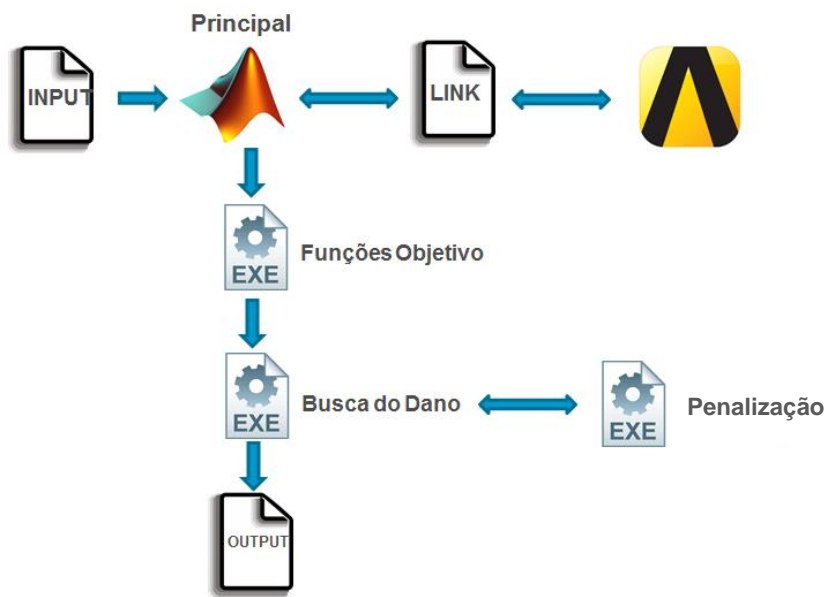 Principal
INPUT
LINK
EXE
Funções Objetivo
EXE
Busca do Dano
EXE
Penalização
OUTPUT